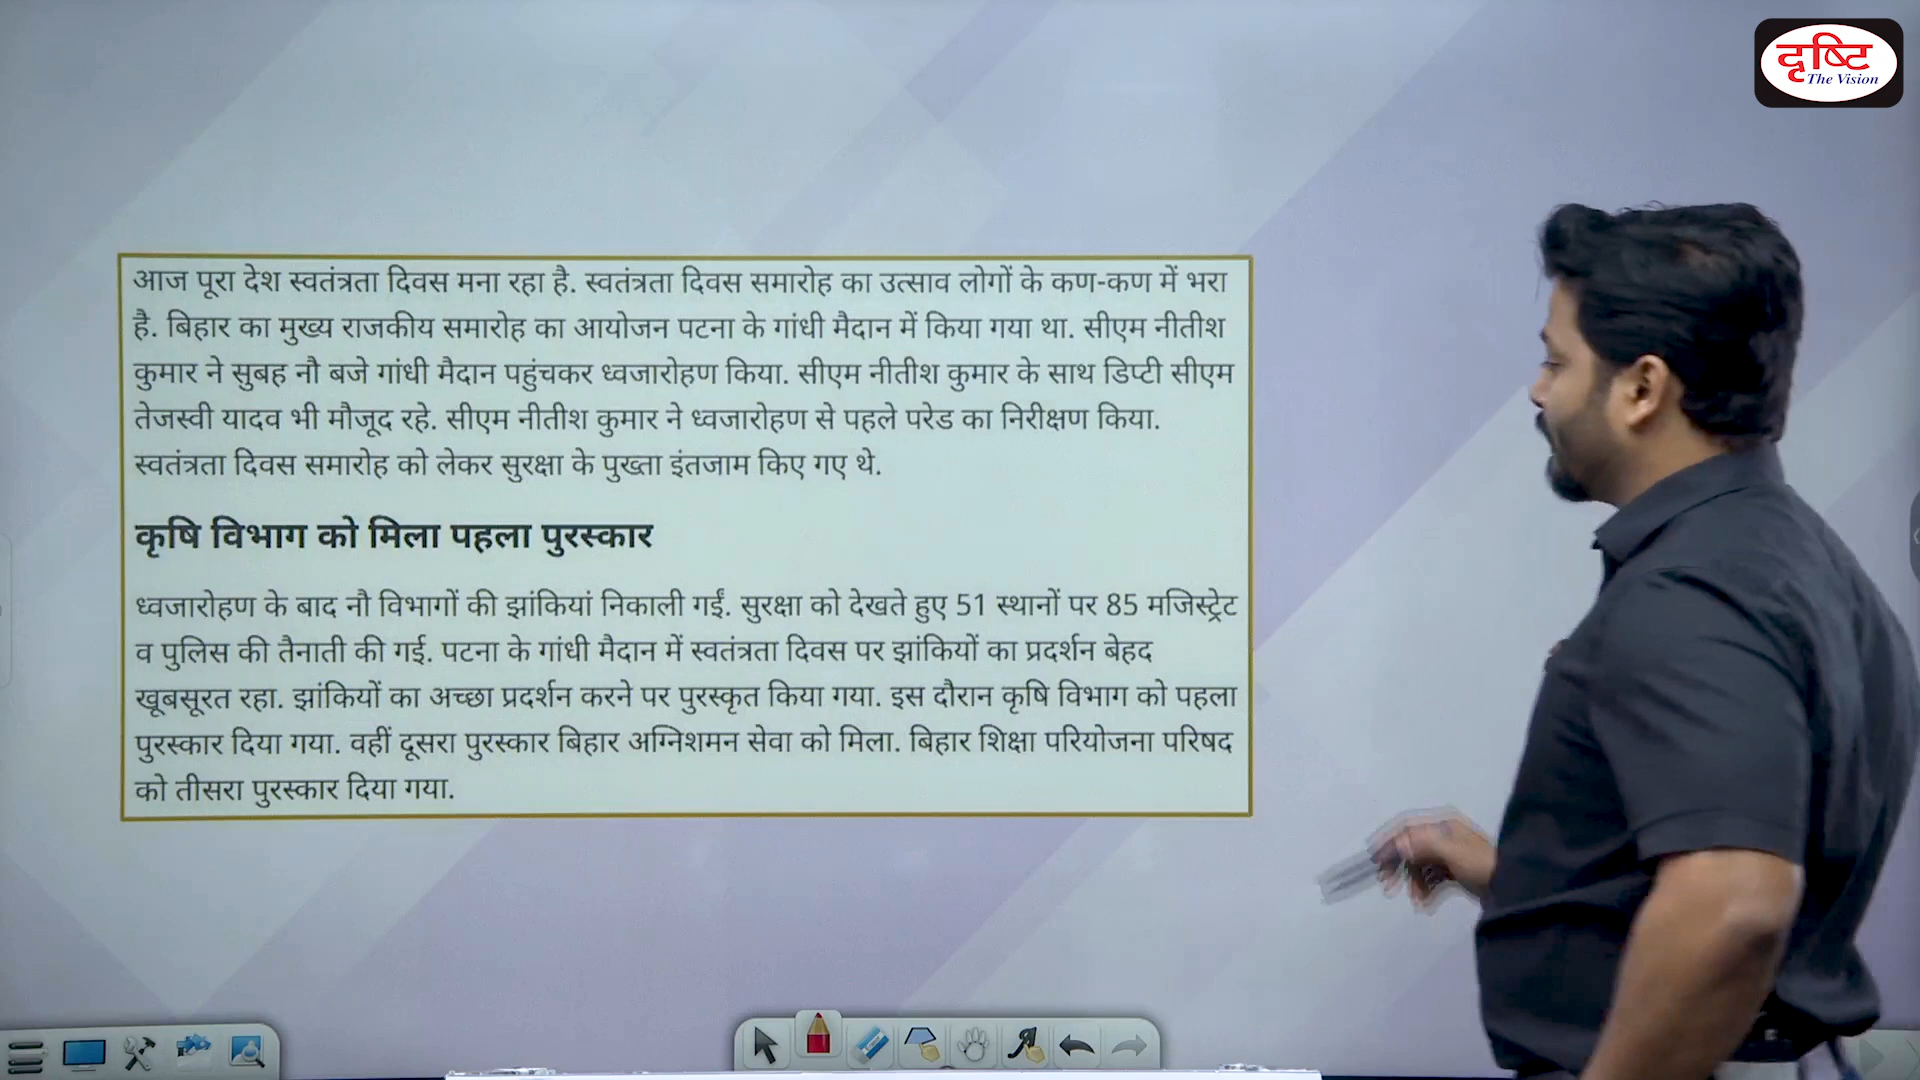 दृष्टि
The Vision
आज पूरा देश स्वतंत्रता दिवस मना रहा है. स्वतंत्रता दिवस समारोह का उत्साव लोगों के कण-कण में भरा
है. बिहार का मुख्य राजकीय समारोह का आयोजन पटना के गांधी मैदान में किया गया था. सीएम नीतीश
कुमार ने सुबह नौ बजे गांधी मैदान पहुंचकर ध्वजारोहण किया. सीएम नीतीश कुमार के साथ डिप्टी सीएम
तेजस्वी यादव भी मौजूद रहे. सीएम नीतीश कुमार ने ध्वजारोहण से पहले परेड का निरीक्षण किया.
स्वतंत्रता दिवस समारोह को लेकर सुरक्षा के पुख्ता इंतजाम किए गए थे.
कृषि विभाग को मिला पहला पुरस्कार
ध्वजारोहण के बाद नौ विभागों की झांकियां निकाली गईं. सुरक्षा को देखते हुए 51 स्थानों पर 85 मजिस्ट्रेट
व पुलिस की तैनाती की गई. पटना के गांधी मैदान में स्वतंत्रता दिवस पर झांकियों का प्रदर्शन बेहद
खूबसूरत रहा. झांकियों का अच्छा प्रदर्शन करने पर पुरस्कृत किया गया. इस दौरान कृषि विभाग को पहला
पुरस्कार दिया गया. वहीं दूसरा पुरस्कार बिहार अग्निशमन सेवा को मिला. बिहार शिक्षा परियोजना परिषद
को तीसरा पुरस्कार दिया गया.